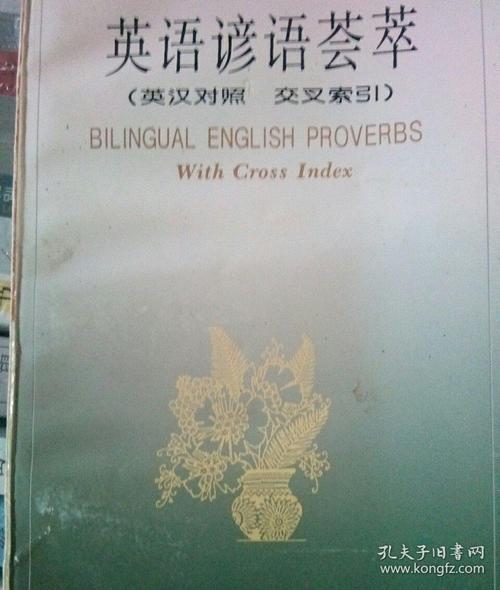 英语谚语荟萃
（英汉对照 交叉索引）
BILINGUAL ENGLISH PROVERBS
With Cross Index
孔夫子旧书网
www.kongfz.com